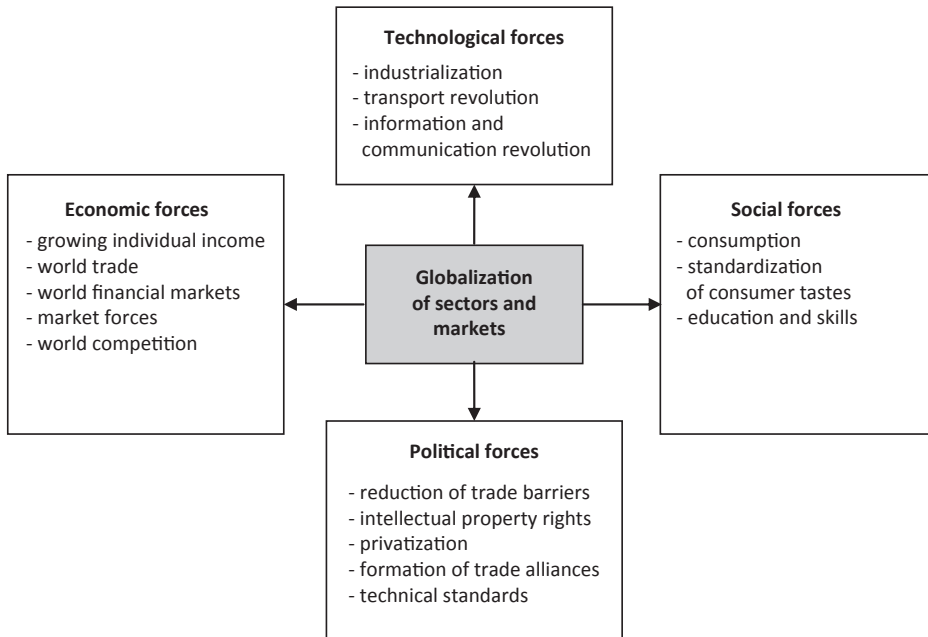 Technological forces
- industrialization
- transport revolution
- information and
communication revolution
Economic forces
- growing individual income
- world trade
- world financial markets
- market forces
- world competition
Globalization
of sectors and
markets
Social forces
- consumption
- standardization
of consumer tastes
- education and skills
Political forces
- reduction of trade barriers
- intellectual property rights
- privatization
- formation of trade alliances
- technical standards